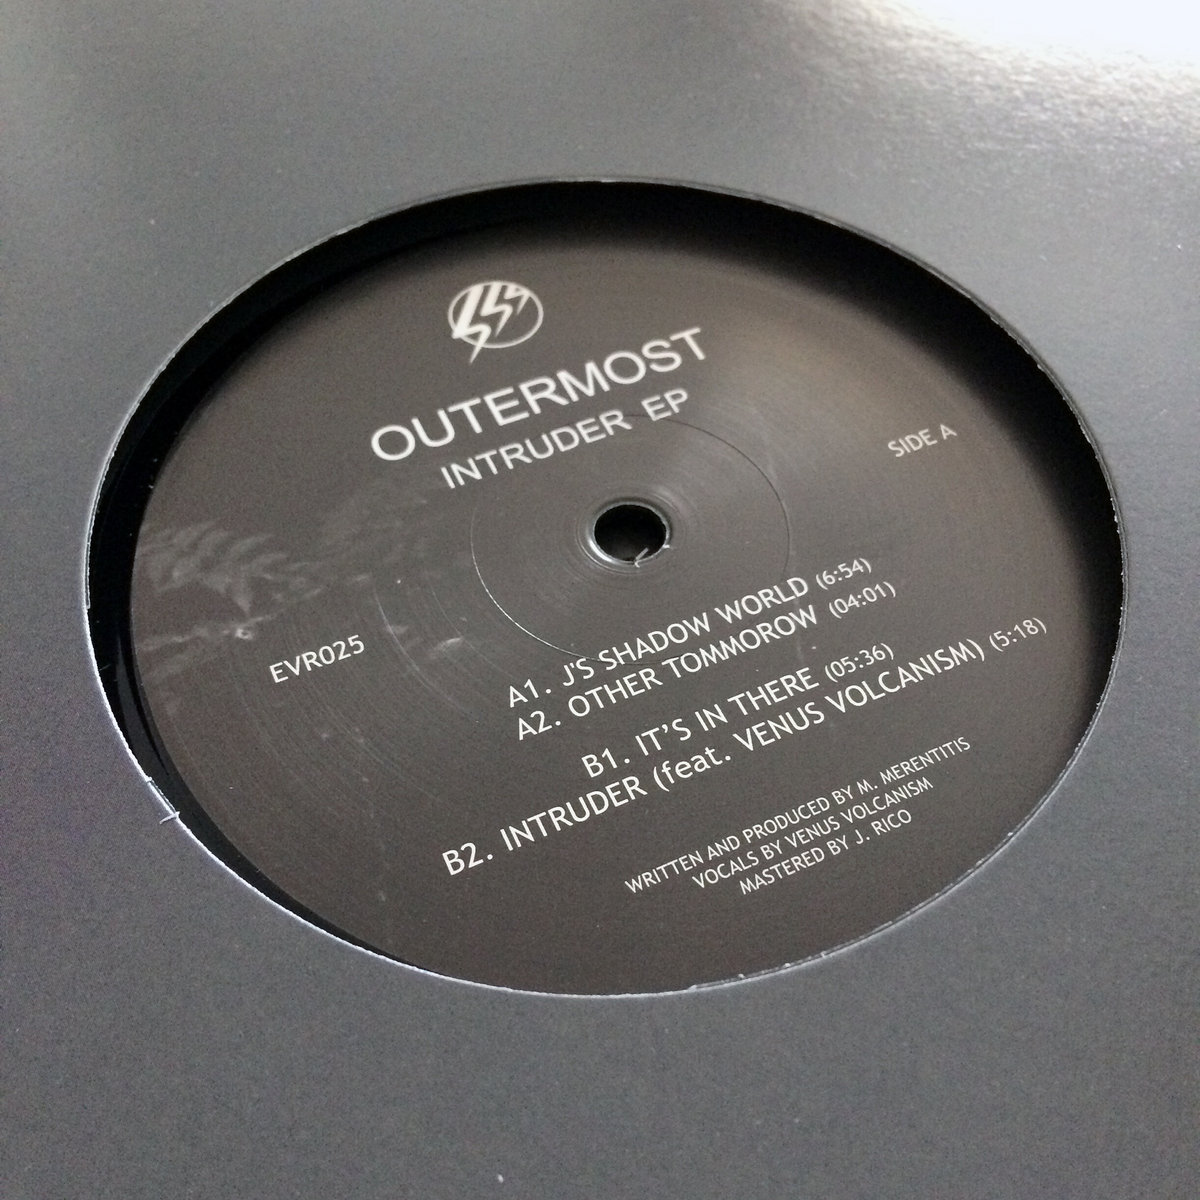 OUTERMOST
INTRUDER EP
SIDE A
EVR025
A1. J'S SHADOW WORLD (6:54)
A2. OTHER TOMMOROW (04:01)
B1. IT'S IN THERE (05:36)
B2. INTRUDER (feat. VENUS VOLCANISM) (5:18)
WRITTEN AND PRODUCED BY M. MERENTITIS
VOCALS BY VENUS VOLCANISM
MASTERED BY J. RICO